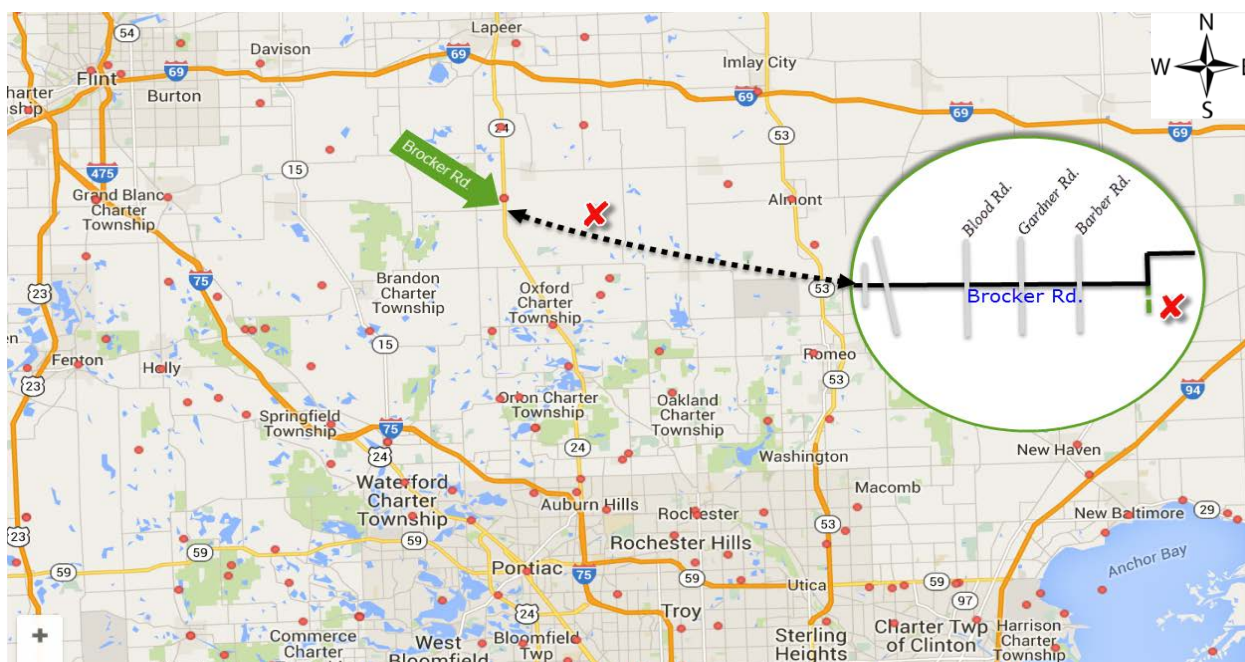 Lapeer
N
54
Davison
69
Imlay City
W
E
Flint
69
S
Burton
69
Charter
24
53
69
15
Brocker Rd.
475
Grand Blanc
Charter
Township
Almont
Blood Rd.
Gardner Rd.
Barber Rd.
75
23
Brandon
Charter
Township
Oxford
Charter
Township
53
Brocker Rd.
15
Fenton
Holly
Romeo
23
53
94
Orion Charter
Township
Oakland
Charter
Township
Springfield
Township
75
24
24
New Haven
Washington
Waterford
Charter
Township
Macomb
Auburn Hills
Rochester
New Baltimore
29
23
53
59
59
Rochester Hills
Anchor Bay
59
Pontiac
75
59
Utica
59
97
24
Troy
+
Commerce
Charter
West
Bloomfield
Bloomfield
Twp
Sterling
Heights
Charter Twp
of Clinton
Harrison
Charter
Township